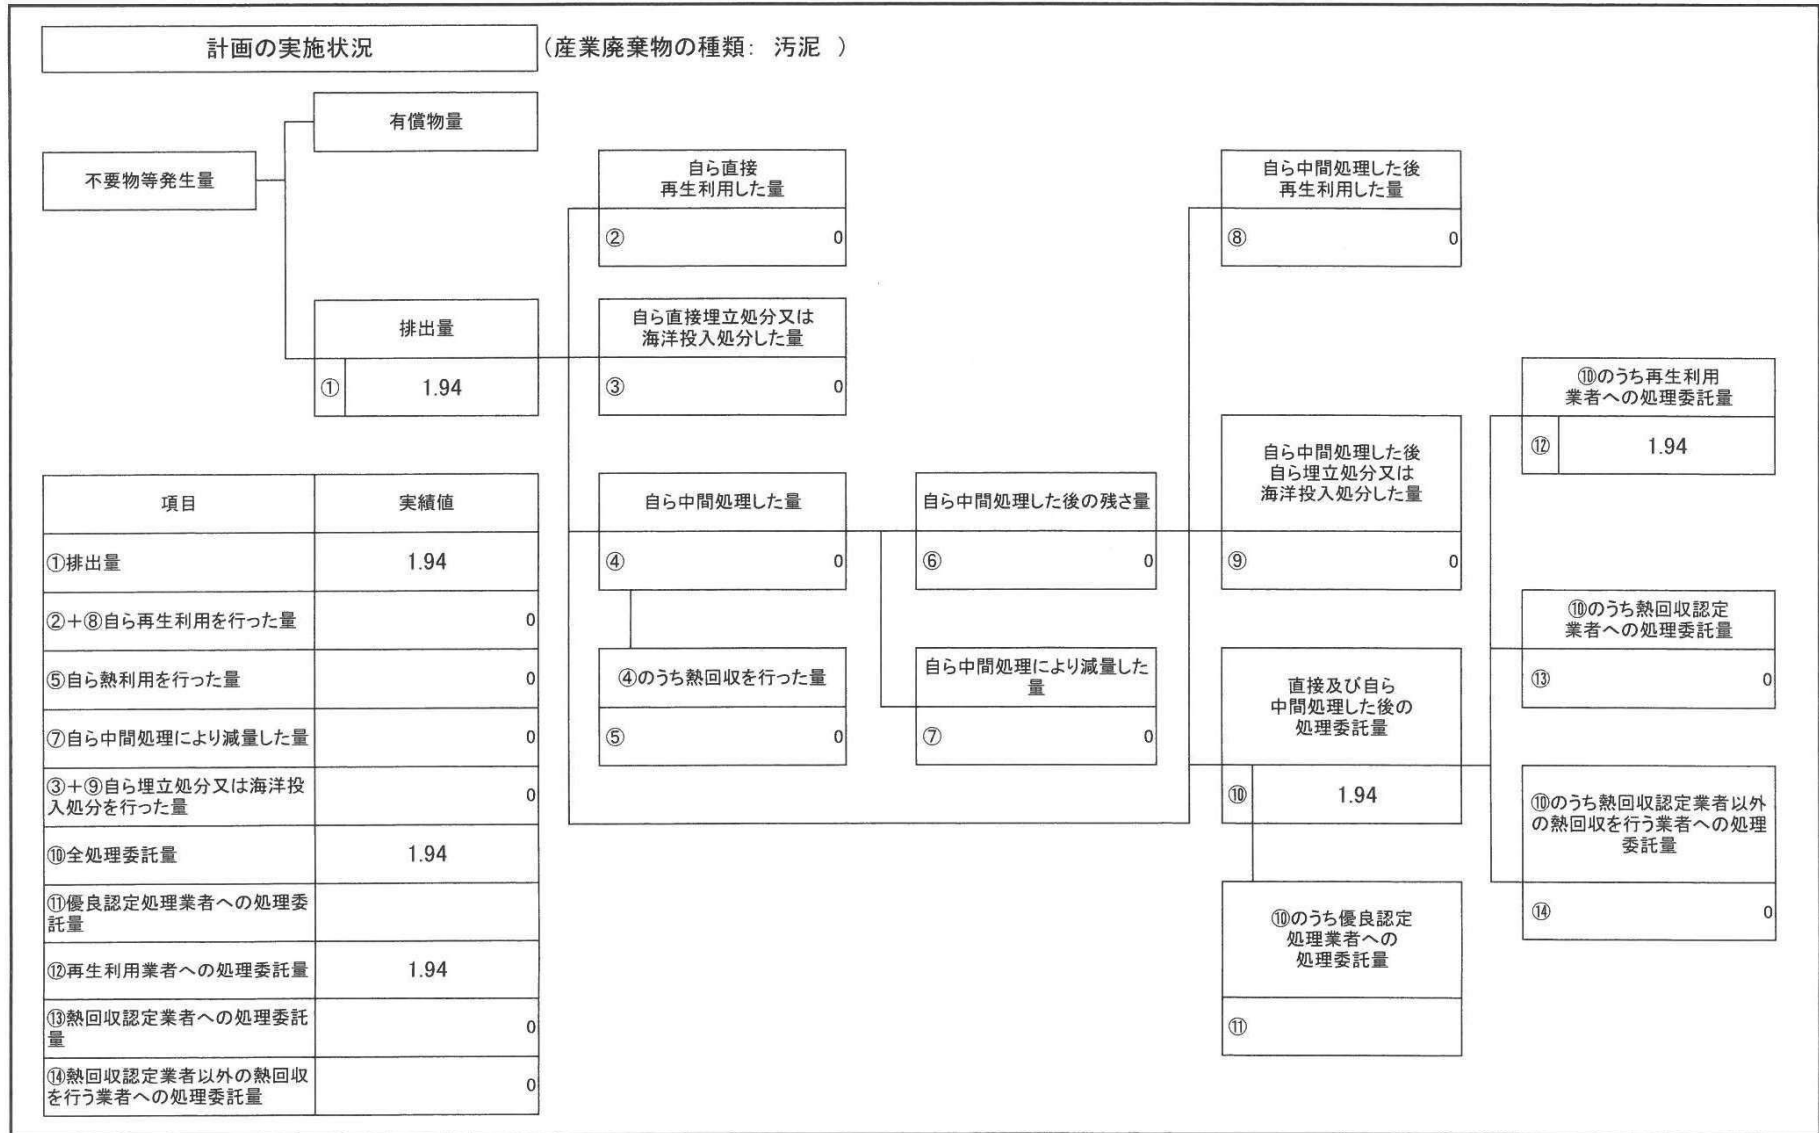 計画の実施状況
(産業廃棄物の種類: 汚泥 )
有償物量
不要物等発生量
自ら直接
再生利用した量
② 0
自ら中間処理した後
再生利用した量
⑧ 0
排出量
① 1.94
自ら直接埋立処分又は
海洋投入処分した量
③ 0
⑩のうち再生利用
業者への処理委託量
⑫ 1.94
自ら中間処理した量
④ 0
自ら中間処理した後の残さ量
⑥ 0
自ら中間処理した後
自ら埋立処分又は
海洋投入処分した量
⑨ 0
⑩のうち熱回収認定
業者への処理委託量
⑬ 0
④のうち熱回収を行った量
⑤ 0
自ら中間処理により減量した
量
⑦ 0
直接及び自ら
中間処理した後の
処理委託量
⑩ 1.94
⑩のうち熱回収認定業者以外
の熱回収を行う業者への処理
委託量
⑭ 0
⑩のうち優良認定
処理業者への
処理委託量
⑪
項目 実績値
①排出量 1.94
②+⑧自ら再生利用を行った量 0
⑤自ら熱利用を行った量 0
⑦自ら中間処理により減量した量 0
③+⑨自ら埋立処分又は海洋投
入処分を行った量 0
⑩全処理委託量 1.94
⑪優良認定処理業者への処理委
託量
⑫再生利用業者への処理委託量 1.94
⑬熱回収認定業者への処理委託
量 0
⑭熱回収認定業者以外の熱回収
を行う業者への処理委託量 0